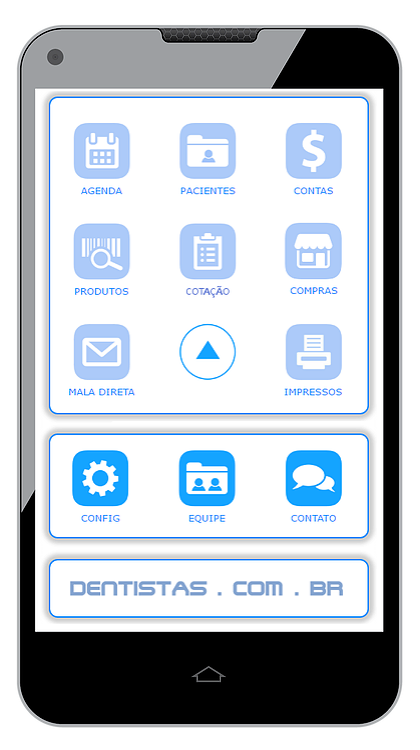 AGENDA PACIENTES CONTAS
PRODUTOS COTAÇÃO COMPRAS
MALA DIRETA IMPRESSOS
CONFIG EQUIPE CONTATO
DENTISTAS . COM . BR